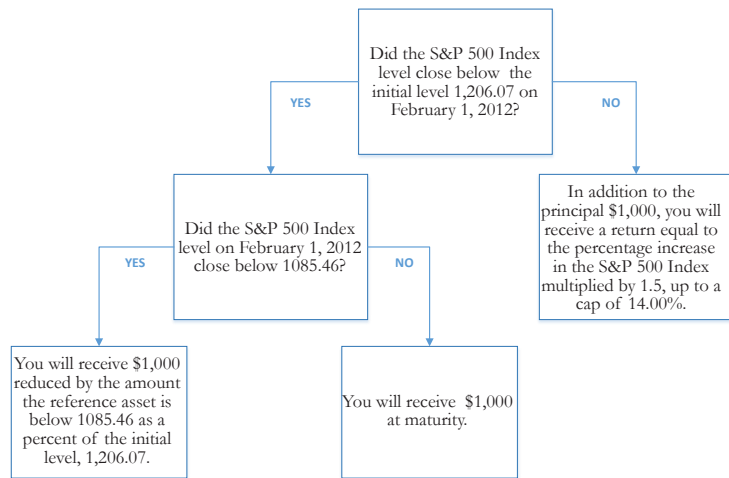 Did the S&P 500 Index
level close below the
initial level 1,206.07 on
February 1, 2012?
YES
NO
Did the S&P 500 Index
level on February 1, 2012
close below 1085.46?
In addition to the
principal $1,000, you will
receive a return equal to
the percentage increase
in the S&P 500 Index
multiplied by 1.5, up to a
cap of 14.00%.
YES
NO
You will receive $1,000
reduced by the amount
the reference asset is
below 1085.46 as a
percent of the initial
level, 1,206.07.
You will receive $1,000
at maturity.